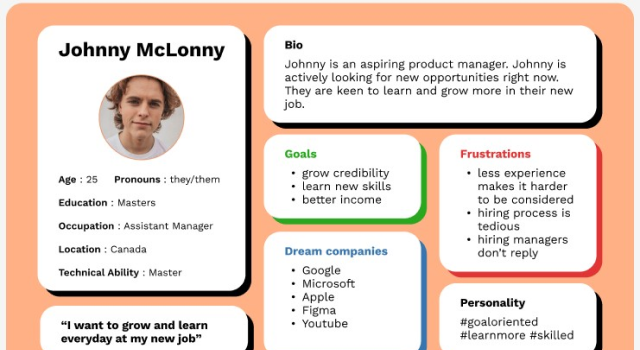 Johnny McLonny
Age : 25 Pronouns : they/them
Education : Masters
Occupation : Assistant Manager
Location : Canada
Technical Ability : Master
“I want to grow and learn
everyday at my new job”
Bio
Johnny is an aspiring product manager. Johnny is
actively looking for new opportunities right now.
They are keen to learn and grow more in their new
job.
Goals
• grow credibility
• learn new skills
• better income
Dream companies
• Google
• Microsoft
• Apple
• Figma
• Youtube
Frustrations
• less experience
makes it harder
to be considered
• hiring process is
tedious
• hiring managers
don’t reply
Personality
#goaloriented
#learnmore #skilled